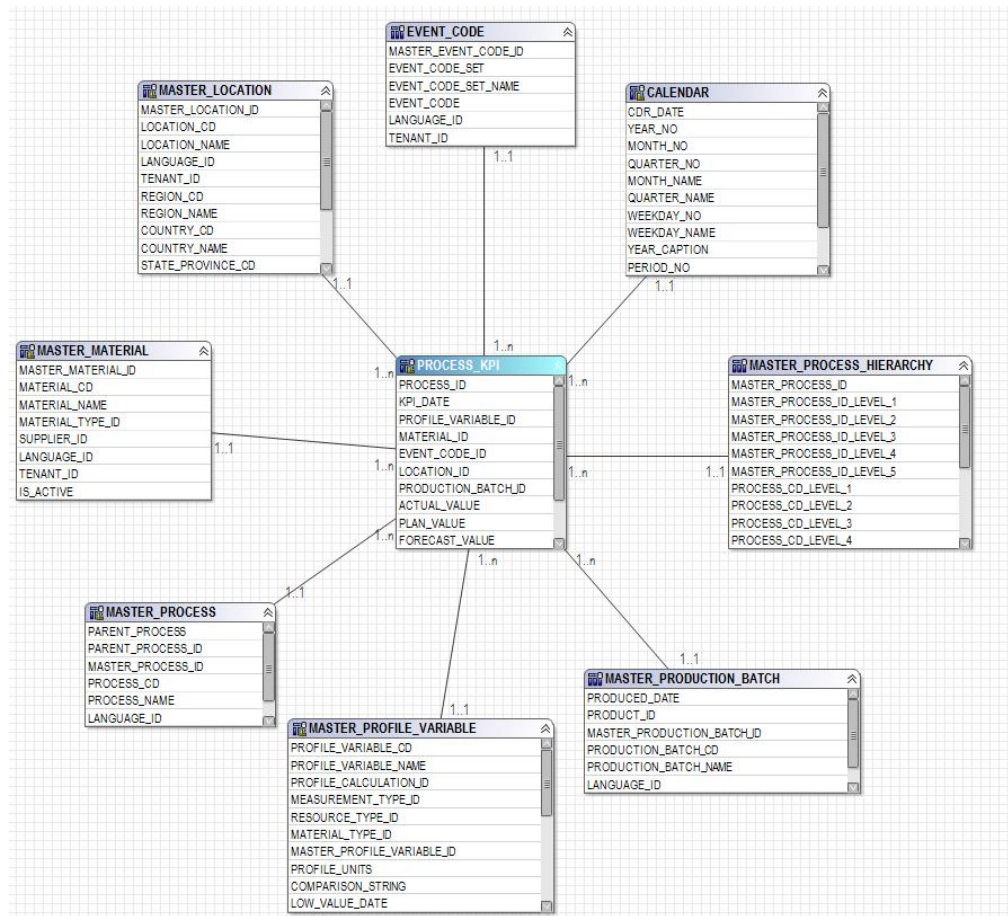 EVENT_CODE
MASTER_EVENT_CODE_ID
EVENT_CODE_SET
EVENT_CODE_SET_NAME
EVENT_CODE
LANGUAGE_ID
TENANT_ID
1..1
MASTER_LOCATION
MASTER_LOCATION_ID
LOCATION_CD
LOCATION_NAME
LANGUAGE_ID
TENANT_ID
REGION_CD
REGION_NAME
COUNTRY_CD
COUNTRY_NAME
STATE_PROVINCE_CD
1..1
CALENDAR
CDR_DATE
YEAR_NO
MONTH_NO
QUARTER_NO
MONTH_NAME
QUARTER_NAME
WEEKDAY_NO
WEEKDAY_NAME
YEAR_CAPTION
PERIOD_NO
1..1
MASTER_MATERIAL
MASTER_MATERIAL_ID
MATERIAL_CD
MATERIAL_NAME
MATERIAL_TYPE_ID
SUPPLIER_ID
LANGUAGE_ID
TENANT_ID
IS_ACTIVE
1..1
1..n
1..n
1..n
PROCESS_KPI
PROCESS_ID
KPI_DATE
PROFILE_VARIABLE_ID
MATERIAL_ID
EVENT_CODE_ID
LOCATION_ID
PRODUCTION_BATCH_ID
ACTUAL_VALUE
PLAN_VALUE
FORECAST_VALUE
1..n
1..n
1..n
1..n
1..n
MASTER_PROCESS_HIERARCHY
MASTER_PROCESS_ID
MASTER_PROCESS_ID_LEVEL_1
MASTER_PROCESS_ID_LEVEL_2
MASTER_PROCESS_ID_LEVEL_3
MASTER_PROCESS_ID_LEVEL_4
MASTER_PROCESS_ID_LEVEL_5
PROCESS_CD_LEVEL_1
PROCESS_CD_LEVEL_2
PROCESS_CD_LEVEL_3
PROCESS_CD_LEVEL_4
1..1
MASTER_PROCESS
PARENT_PROCESS
PARENT_PROCESS_ID
MASTER_PROCESS_ID
PROCESS_CD
PROCESS_NAME
LANGUAGE_ID
1..1
MASTER_PROFILE_VARIABLE
PROFILE_VARIABLE_CD
PROFILE_VARIABLE_NAME
PROFILE_CALCULATION_ID
MEASUREMENT_TYPE_ID
RESOURCE_TYPE_ID
MATERIAL_TYPE_ID
MASTER_PROFILE_VARIABLE_ID
PROFILE_UNITS
COMPARISON_STRING
LOW_VALUE_DATE
1..1
MASTER_PRODUCTION_BATCH
PRODUCED_DATE
PRODUCT_ID
MASTER_PRODUCTION_BATCH_ID
PRODUCTION_BATCH_CD
PRODUCTION_BATCH_NAME
LANGUAGE_ID
1..1